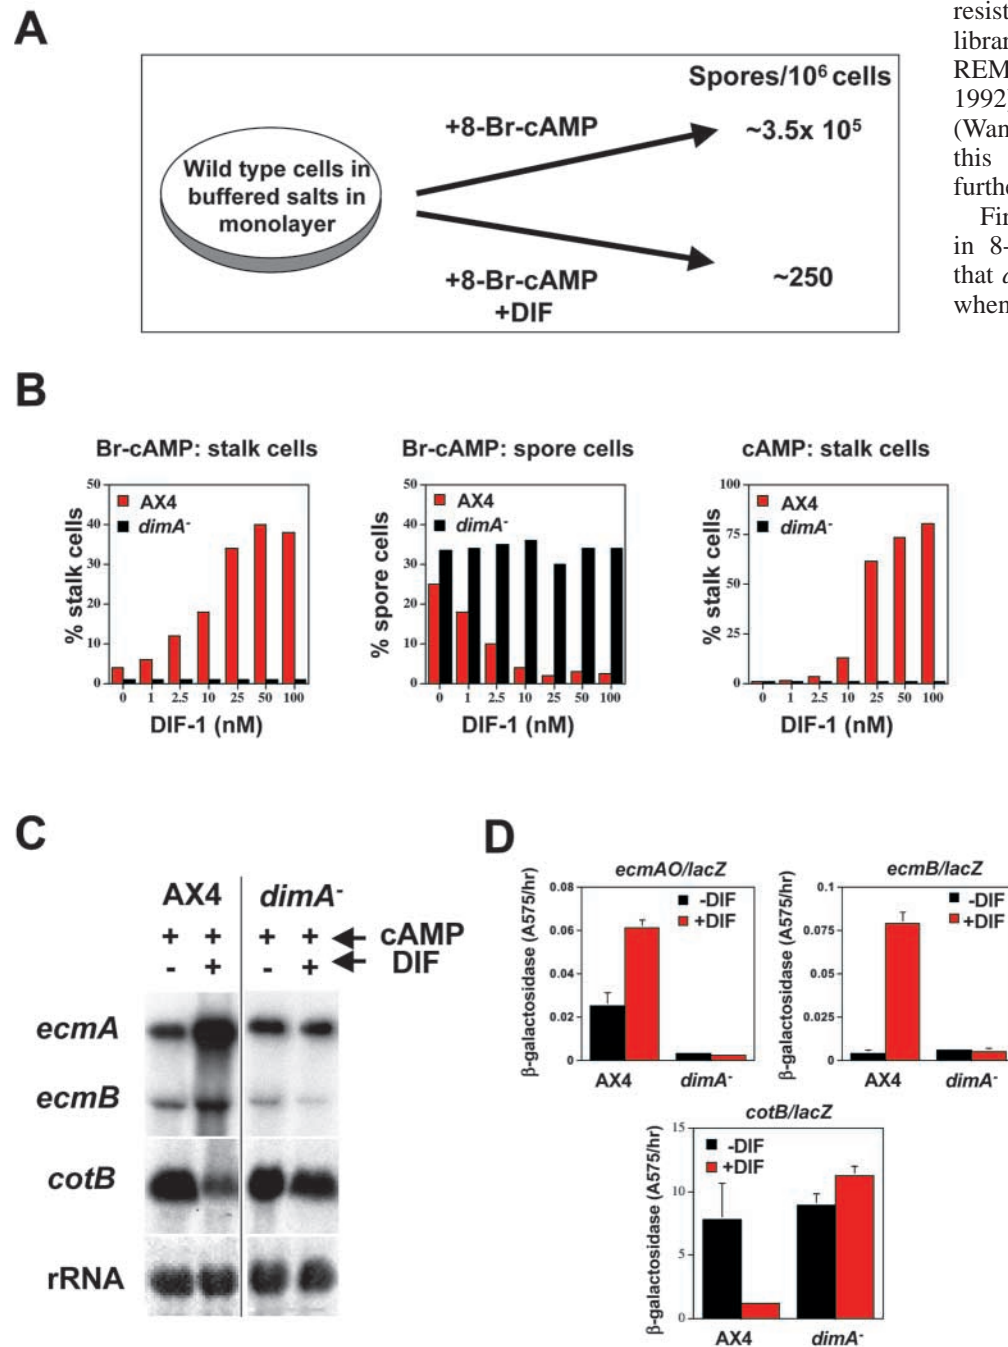 A
Spores/10⁶ cells
+8-Br-cAMP
~3.5x 10⁵
Wild type cells in
buffered salts in
monolayer
+8-Br-cAMP
+DIF
~250
1992
this
Fir
in 8-
that
when
B
Br-cAMP: stalk cells
% stalk cells
50
40
30
20
10
0
AX4
dimA-
0 1 2.5 10 25 50 100
DIF-1 (nM)
Br-cAMP: spore cells
% spore cells
50
40
30
20
10
0
AX4
dimA-
0 1 2.5 10 25 50 100
DIF-1 (nM)
cAMP: stalk cells
% stalk cells
100
75
50
25
0
AX4
dimA-
0 1 2.5 10 25 50 100
DIF-1 (nM)
C
AX4 dimA-
+ + + + cAMP
- + - + DIF
ecmA
ecmB
cotB
rRNA
D
ecmAO/lacZ
β-galactosidase (A575/hr)
0.08
0.06
0.04
0.02
0
-DIF
+DIF
AX4 dimA-
ecmB/lacZ
β-galactosidase (A575/hr)
0.1
0.075
0.05
0.025
0
-DIF
+DIF
AX4 dimA-
cotB/lacZ
β-galactosidase (A575/hr)
15
10
5
0
-DIF
+DIF
AX4 dimA-